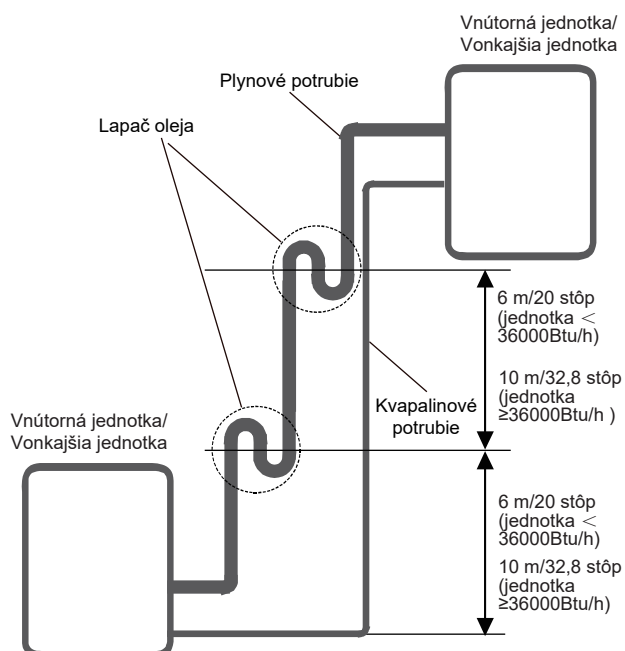 Vnútorná jednotka/
Vonkajšia jednotka
Plynové potrubie
Lapač oleja
6 m/20 stôp
(jednotka <
36000Btu/h)
10 m/32,8 stôp
(jednotka
≥36000Btu/h )
Kvapalinové
potrubie
Vnútorná jednotka/
Vonkajšia jednotka
6 m/20 stôp
(jednotka <
36000Btu/h)
10 m/32,8 stôp
(jednotka
≥36000Btu/h)